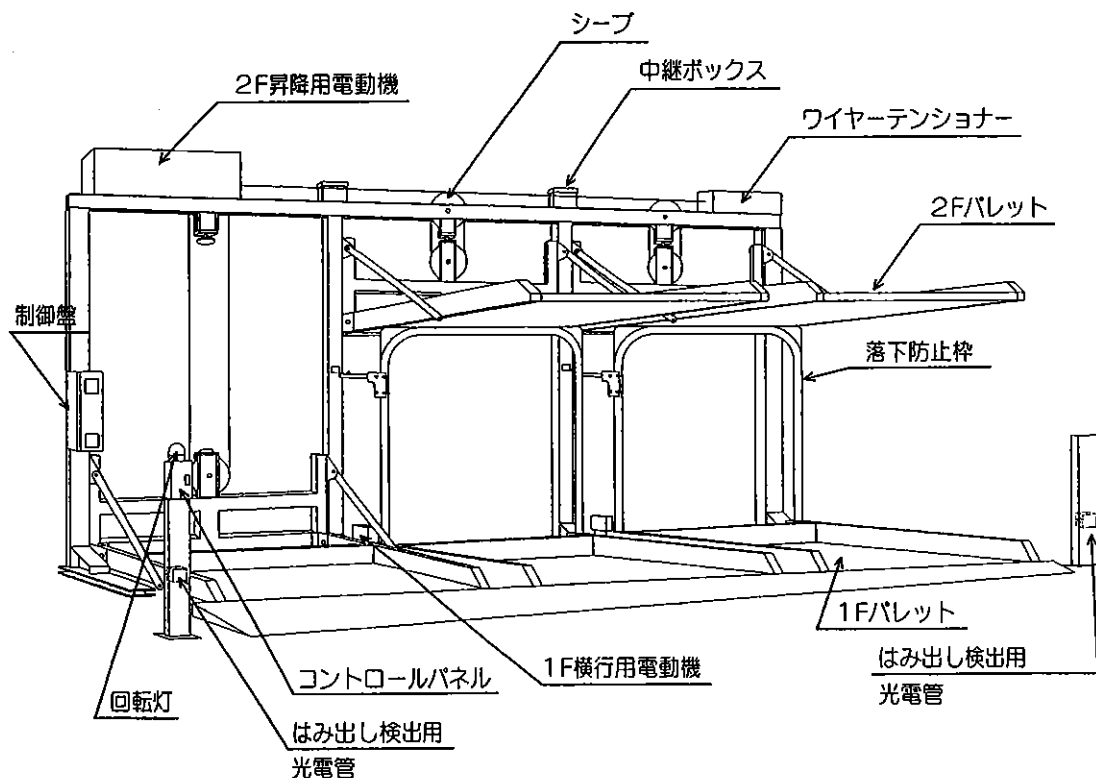 シーブ
中継ボックス
2F昇降用電動機
ワイヤーテンショナー
2Fパレット
制御盤
落下防止枠
1Fパレット
はみ出し検出用
光電管
1F横行用電動機
コントロールパネル
回転灯
はみ出し検出用
光電管